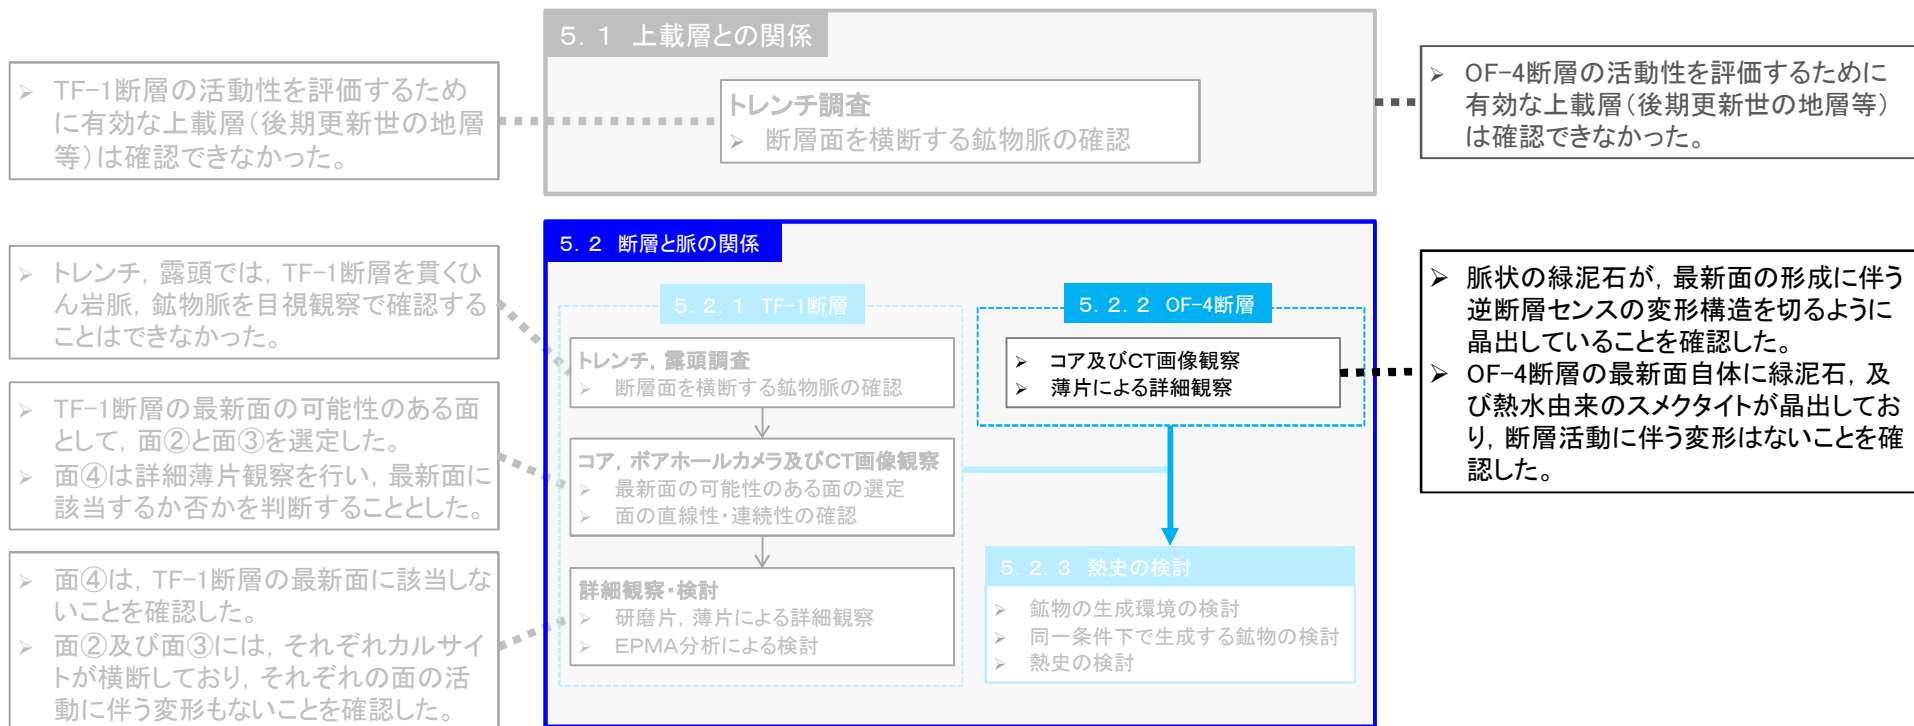 5．1 上載層との関係
➢ TF-1断層の活動性を評価するため
に有効な上載層（後期更新世の地層
等）は確認できなかった。
トレンチ調査
➢ 断層面を横断する鉱物脈の確認
➢ OF-4断層の活動性を評価するために
有効な上載層（後期更新世の地層等）
は確認できなかった。
5．2 断層と脈の関係
➢ トレンチ，露頭では，TF-1断層を貫くひ
ん岩脈，鉱物脈を目視観察で確認する
ことはできなかった。
➢ TF-1断層の最新面の可能性のある面
として，面②と面③を選定した。
➢ 面④は詳細薄片観察を行い，最新面に
該当するか否かを判断することとした。
➢ 面④は，TF-1断層の最新面に該当しな
いことを確認した。
➢ 面②及び面③には，それぞれカルサイ
トが横断しており，それぞれの面の活
動に伴う変形もないことを確認した。
5．2．1 TF-1断層
トレンチ，露頭調査
➢ 断層面を横断する鉱物脈の確認
コア，ボアホールカメラ及びCT画像観察
➢ 最新面の可能性のある面の選定
➢ 面の直線性・連続性の確認
詳細観察・検討
➢ 研磨片，薄片による詳細観察
➢ EPMA分析による検討
5．2．2 OF-4断層
➢ コア及びCT画像観察
➢ 薄片による詳細観察
5．2．3 熱史の検討
➢ 鉱物の生成環境の検討
➢ 同一条件下で生成する鉱物の検討
➢ 熱史の検討
➢ 脈状の緑泥石が，最新面の形成に伴う
逆断層センスの変形構造を切るように
晶出していることを確認した。
➢ OF-4断層の最新面自体に緑泥石，及
び熱水由来のスメクタイトが晶出してお
り，断層活動に伴う変形はないことを確
認した。